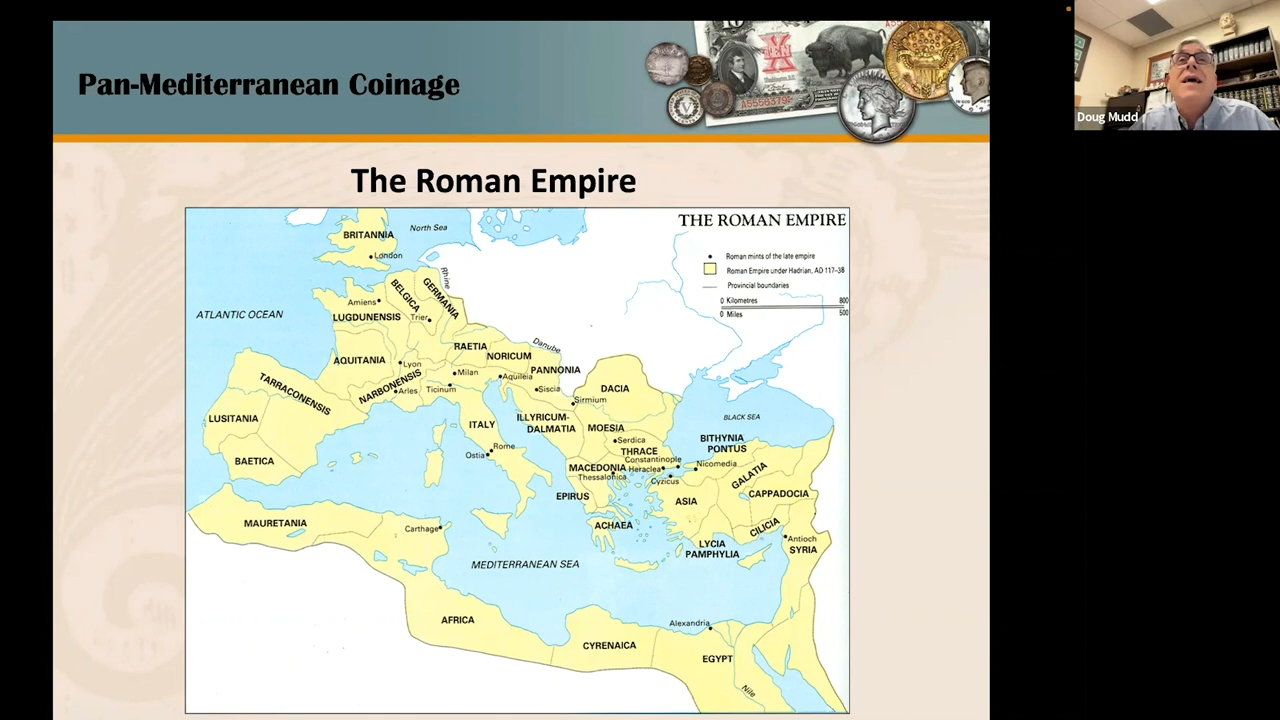 Pan-Mediterranean Coinage
TEN
A5556379
V
CENTS
Doug Mudd
The Roman Empire
THE ROMAN EMPIRE
Roman mints of the late empire
Roman Empire under Hadrian, AD 117–38
Provincial boundaries
0 Kilometres 800
0 Miles 500
BRITANNIA
North Sea
London
Rhine
ATLANTIC OCEAN
Amiens
BELGICA
GERMANIA
LUGDUNENSIS
Trier
RAETIA
Danube
NORICUM
AQUITANIA
Lyon
Milan
PANNONIA
Aquileia
NARBONENSIS
Arles
Ticinum
Siscia
DACIA
TARRACONENSIS
Sirmium
LUSITANIA
ITALY
ILLYRICUM-
DALMATIA
MOESIA
BLACK SEA
BITHYNIA
PONTUS
Serdica
Rome
Ostia
THRACE
Constantinople
BAETICA
MACEDONIA
Heraclea
Nicomedia
Thessalonica
Cyzicus
GALATIA
EPIRUS
ASIA
CAPPADOCIA
MAURETANIA
Carthage
ACHAEA
CILICIA
Antioch
LYCIA
PAMPHYLIA
SYRIA
MEDITERRANEAN SEA
AFRICA
Alexandria
CYRENAICA
EGYPT
Nile